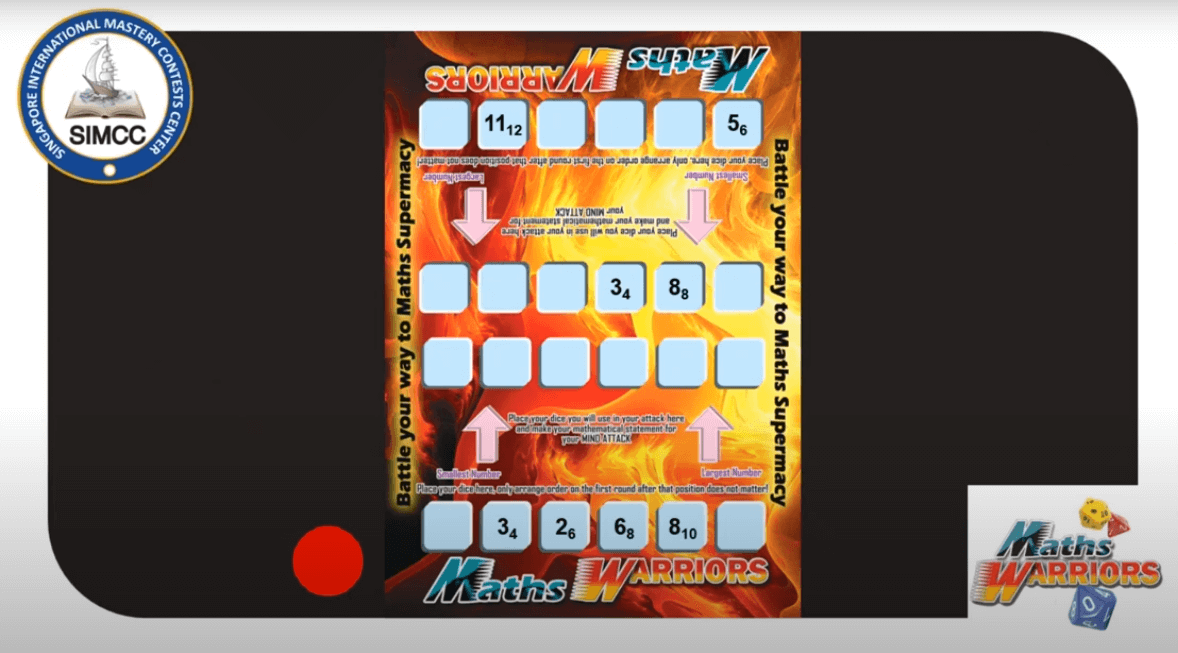 SINGAPORE INTERNATIONAL MASTERY CONTESTS CENTER
SIMCC
Maths WARRIORS
11₁₂ 5₆
Place your dice here, only arrange order on the first round after that position does not matter!
Largest Number
Smallest Number
Place your dice you will use in your attack here
and make your mathematical statement for
your MIND ATTACK
Battle your way to Maths Supermacy
Battle your way to Maths Supermacy
3₄ 8₈
Place your dice you will use in your attack here
and make your mathematical statement for
your MIND ATTACK
Smallest Number
Largest Number
Place your dice here, only arrange order on the first round after that position does not matter!
3₄ 2₆ 6₈ 8₁₀
Maths WARRIORS
Maths
WARRIORS